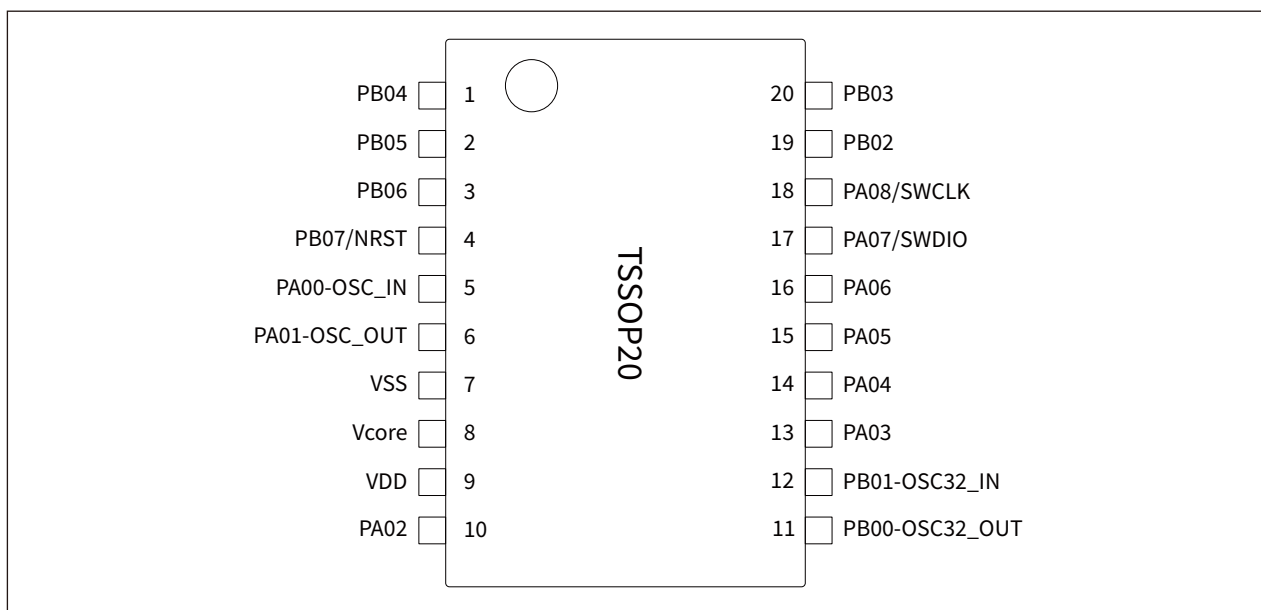 PB04 1 20 PB03
PB05 2 19 PB02
PB06 3 18 PA08/SWCLK
PB07/NRST 4 17 PA07/SWDIO
PA00-OSC_IN 5 16 PA06
PA01-OSC_OUT 6 15 PA05
VSS 7 14 PA04
Vcore 8 13 PA03
VDD 9 12 PB01-OSC32_IN
PA02 10 11 PB00-OSC32_OUT
TSSOP20